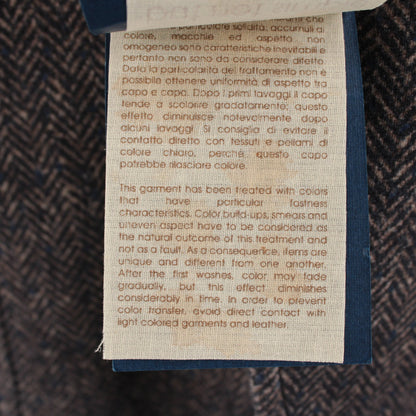 particolare solidità, accumuli di
colore, macchie ed aspetto non
omogeneo sono caratteristiche inevitabili e
pertanto non sono da considerare difetto.
Data la particolarità del trattamento non è
possibile ottenere uniformità di aspetto tra
capo e capo. Dopo i primi lavaggi il capo
tende a scolorire gradatamente; questo
effetto diminuisce notevolmente dopo
alcuni lavaggi. Si consiglia di evitare il
contatto diretto con tessuti e pellami di
colore chiaro, perché questo capo
potrebbe rilasciare colore.
This garment has been treated with colors
that have particular fastness
characteristics. Color build-ups, smears and
uneven aspect have to be considered as
the natural outcome of this treatment and
not as a fault. As a consequence, items are
unique and different from one another.
After the first washes, color may fade
gradually, but this effect diminishes
considerably in time. In order to prevent
color transfer, avoid direct contact with
light colored garments and leather.